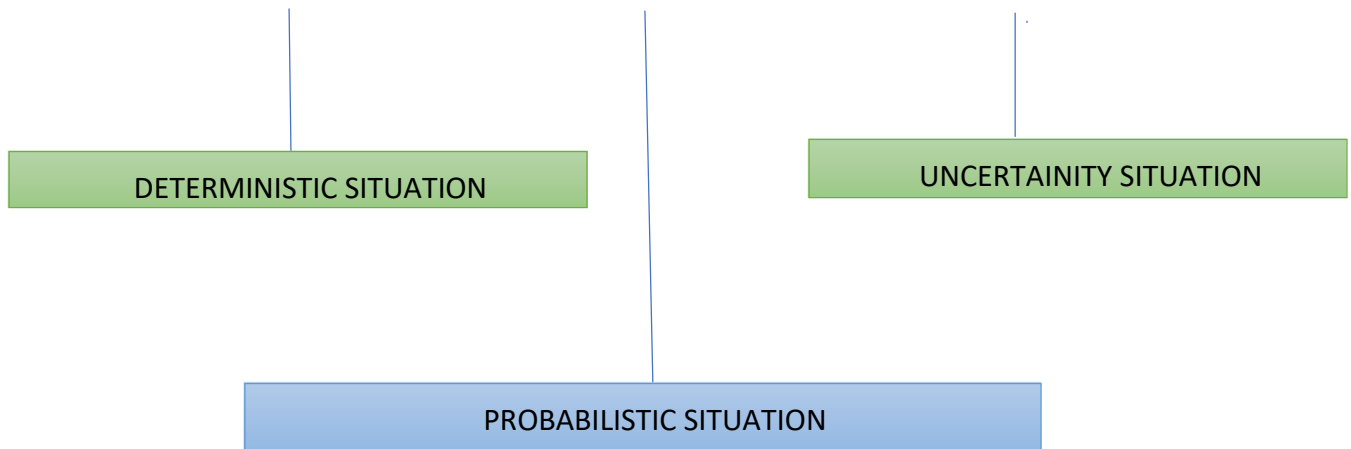 DETERMINISTIC SITUATION
UNCERTAINITY SITUATION
PROBABILISTIC SITUATION